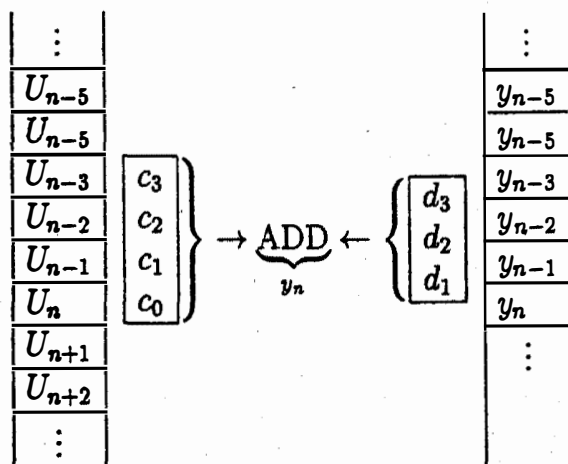 ⋮ ⋮
U_{n-5} y_{n-5}
U_{n-5} y_{n-5}
U_{n-3} c_3 d_3 y_{n-3}
U_{n-2} c_2 → ADD ← d_2 y_{n-2}
U_{n-1} c_1 y_n d_1 y_{n-1}
U_n c_0 y_n
U_{n+1} ⋮
U_{n+2}
⋮